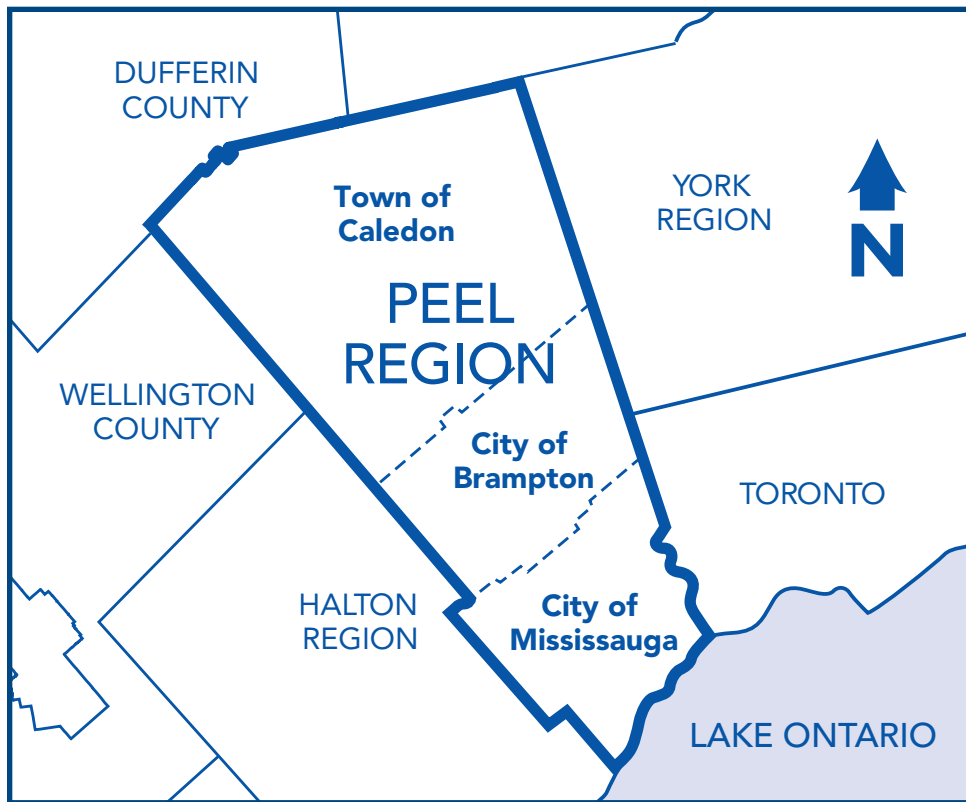 DUFFERIN
COUNTY
Town of
Caledon
YORK
REGION
N
PEEL
REGION
WELLINGTON
COUNTY
City of
Brampton
TORONTO
HALTON
REGION
City of
Mississauga
LAKE ONTARIO